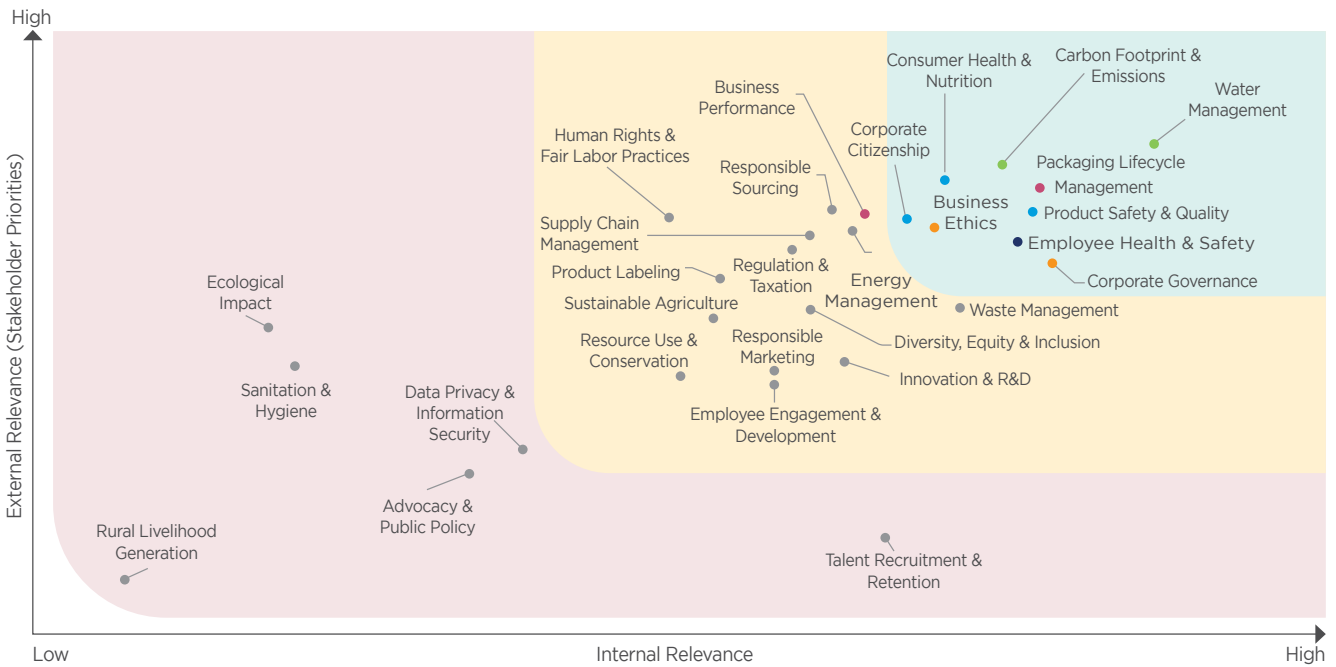 High
External Relevance (Stakeholder Priorities)
Consumer Health &
Nutrition
Carbon Footprint &
Emissions
Water
Management
Business
Performance
Corporate
Citizenship
Human Rights &
Fair Labor Practices
Responsible
Sourcing
Packaging Lifecycle
Management
Business
Ethics
Product Safety & Quality
Supply Chain
Management
Employee Health & Safety
Product Labeling
Regulation &
Taxation
Energy
Management
Corporate Governance
Ecological
Impact
Sustainable Agriculture
Waste Management
Resource Use &
Conservation
Responsible
Marketing
Diversity, Equity & Inclusion
Innovation & R&D
Sanitation &
Hygiene
Data Privacy &
Information
Security
Employee Engagement &
Development
Advocacy &
Public Policy
Rural Livelihood
Generation
Talent Recruitment &
Retention
Low
Internal Relevance
High